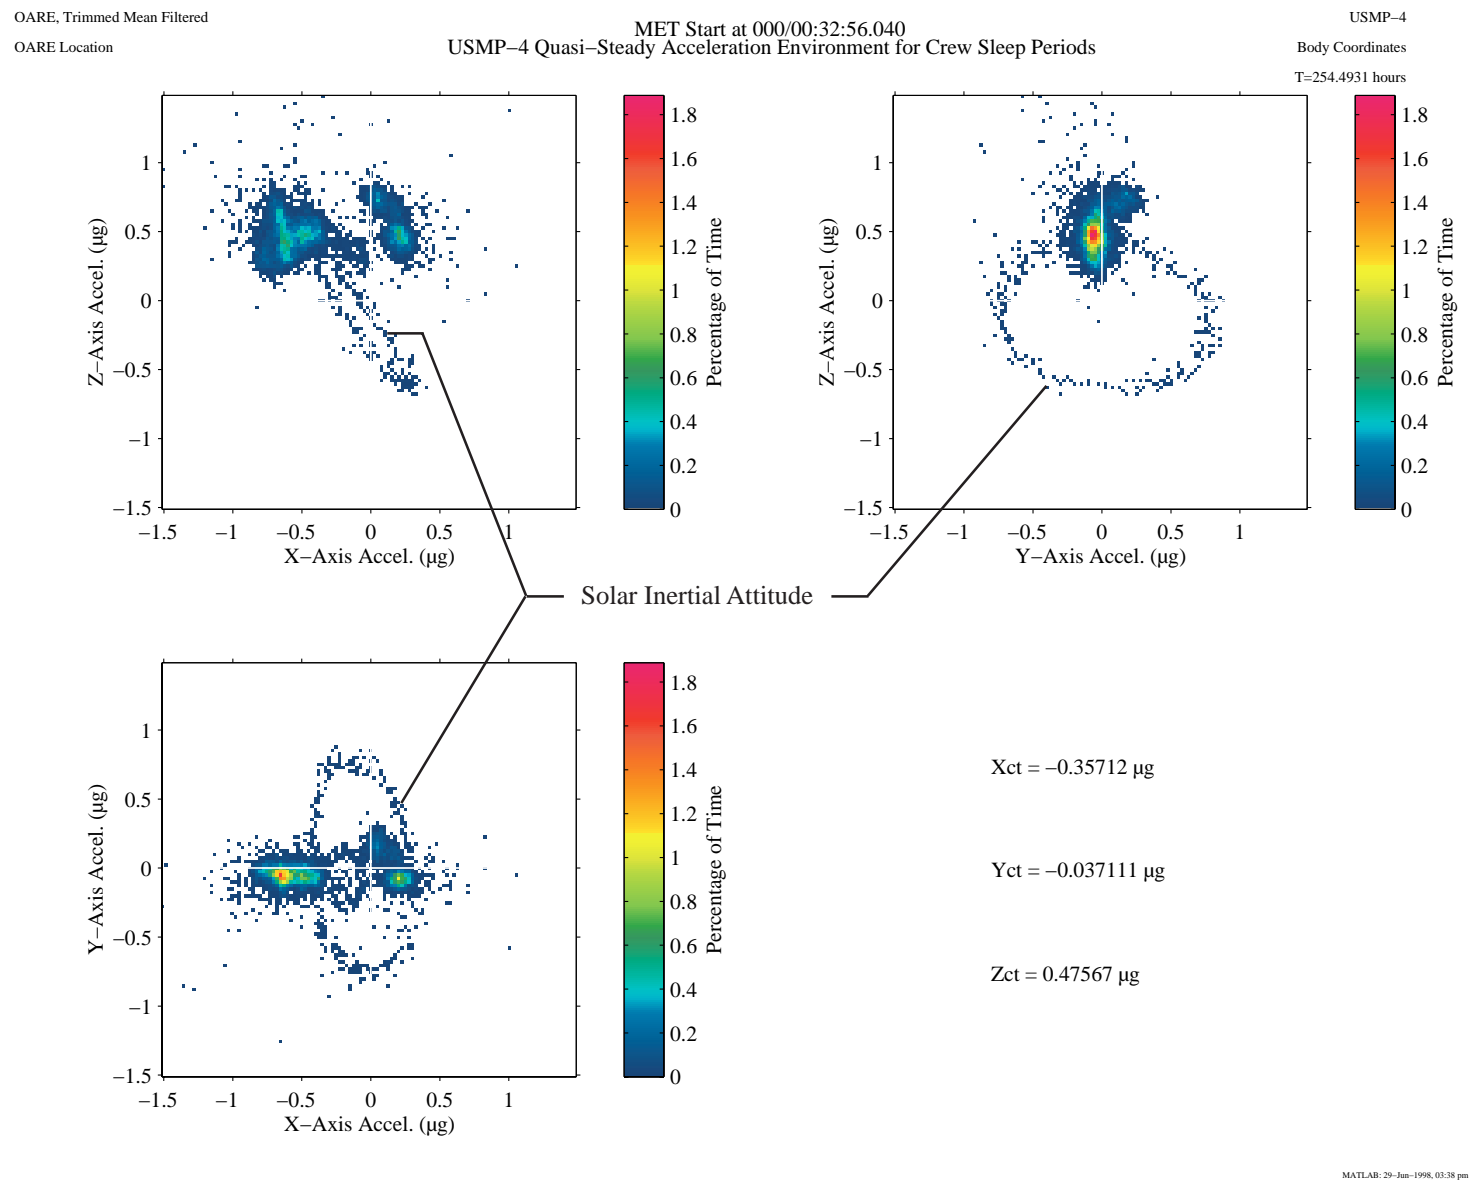 OARE, Trimmed Mean Filtered
OARE Location
MET Start at 000/00:32:56.040
USMP−4 Quasi−Steady Acceleration Environment for Crew Sleep Periods
USMP−4
Body Coordinates
T=254.4931 hours
1
0.5
0
−0.5
−1
−1.5
Z−Axis Accel. (µg)
−1.5 −1 −0.5 0 0.5 1
X−Axis Accel. (µg)
1.8
1.6
1.4
1.2
1
0.8
0.6
0.4
0.2
0
Percentage of Time
1
0.5
0
−0.5
−1
−1.5
Z−Axis Accel. (µg)
−1.5 −1 −0.5 0 0.5 1
Y−Axis Accel. (µg)
1.8
1.6
1.4
1.2
1
0.8
0.6
0.4
0.2
0
Percentage of Time
Solar Inertial Attitude
1
0.5
0
−0.5
−1
−1.5
Y−Axis Accel. (µg)
−1.5 −1 −0.5 0 0.5 1
X−Axis Accel. (µg)
1.8
1.6
1.4
1.2
1
0.8
0.6
0.4
0.2
0
Percentage of Time
Xct = −0.35712 µg
Yct = −0.037111 µg
Zct = 0.47567 µg
MATLAB: 29−Jun−1998, 03:38 pm